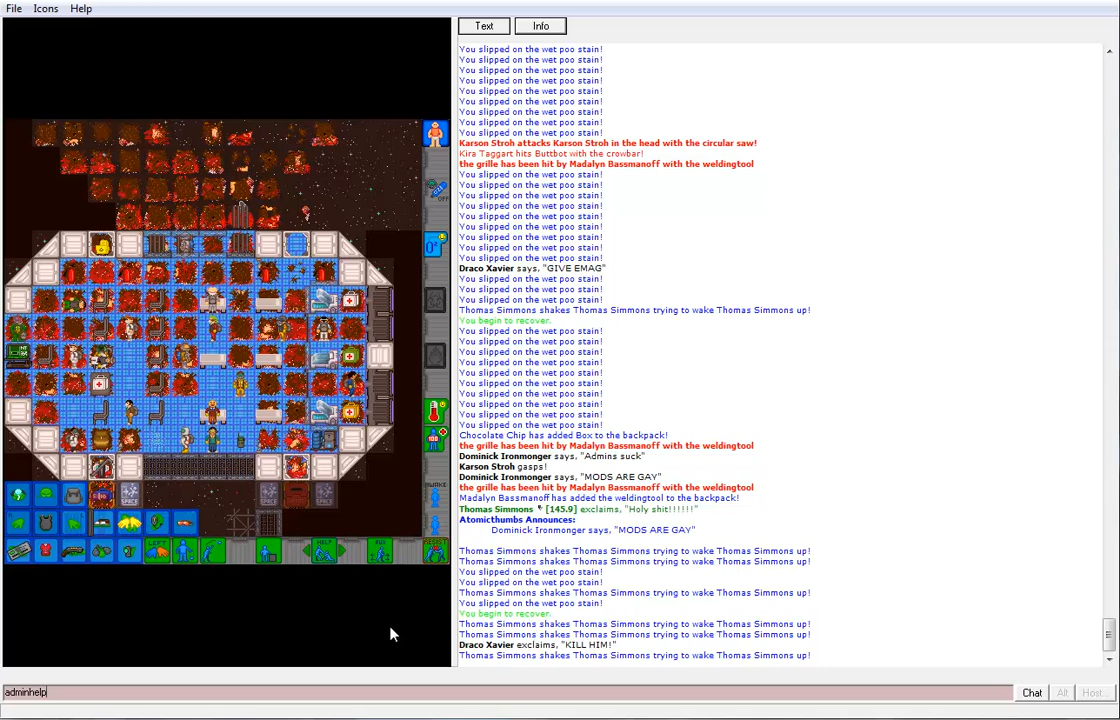 File Icons Help
Text Info
You slipped on the wet poo stain!
You slipped on the wet poo stain!
You slipped on the wet poo stain!
You slipped on the wet poo stain!
You slipped on the wet poo stain!
You slipped on the wet poo stain!
You slipped on the wet poo stain!
You slipped on the wet poo stain!
You slipped on the wet poo stain!
Karson Stroh attacks Karson Stroh in the head with the circular saw!
Kira Taggart hits Buttbot with the crowbar!
the grille has been hit by Madalyn Bassmanoff with the weldingtool
You slipped on the wet poo stain!
You slipped on the wet poo stain!
You slipped on the wet poo stain!
You slipped on the wet poo stain!
You slipped on the wet poo stain!
You slipped on the wet poo stain!
You slipped on the wet poo stain!
You slipped on the wet poo stain!
You slipped on the wet poo stain!
Draco Xavier says, "GIVE EMAG"
You slipped on the wet poo stain!
You slipped on the wet poo stain!
You slipped on the wet poo stain!
Thomas Simmons shakes Thomas Simmons trying to wake Thomas Simmons up!
You begin to recover.
You slipped on the wet poo stain!
You slipped on the wet poo stain!
You slipped on the wet poo stain!
You slipped on the wet poo stain!
You slipped on the wet poo stain!
You slipped on the wet poo stain!
You slipped on the wet poo stain!
You slipped on the wet poo stain!
You slipped on the wet poo stain!
You slipped on the wet poo stain!
Chocolate Chip has added Box to the backpack!
the grille has been hit by Madalyn Bassmanoff with the weldingtool
Dominick Ironmonger says, "Admins suck"
Karson Stroh gasps!
Dominick Ironmonger says, "MODS ARE GAY"
the grille has been hit by Madalyn Bassmanoff with the weldingtool
Madalyn Bassmanoff has added the weldingtool to the backpack!
Thomas Simmons [145.9] exclaims, "Holy shit!!!!!!"
Atomicthumbs Announces:
Dominick Ironmonger says, "MODS ARE GAY"
Thomas Simmons shakes Thomas Simmons trying to wake Thomas Simmons up!
Thomas Simmons shakes Thomas Simmons trying to wake Thomas Simmons up!
You slipped on the wet poo stain!
You slipped on the wet poo stain!
Thomas Simmons shakes Thomas Simmons trying to wake Thomas Simmons up!
You slipped on the wet poo stain!
You begin to recover.
Thomas Simmons shakes Thomas Simmons trying to wake Thomas Simmons up!
Thomas Simmons shakes Thomas Simmons trying to wake Thomas Simmons up!
Draco Xavier exclaims, "KILL HIM!"
Thomas Simmons shakes Thomas Simmons trying to wake Thomas Simmons up!
OFF
AWAKE
SPACE
SPACE SPACE
LEFT HELP RUN RESIST
adminhelp
Chat Alt Host...